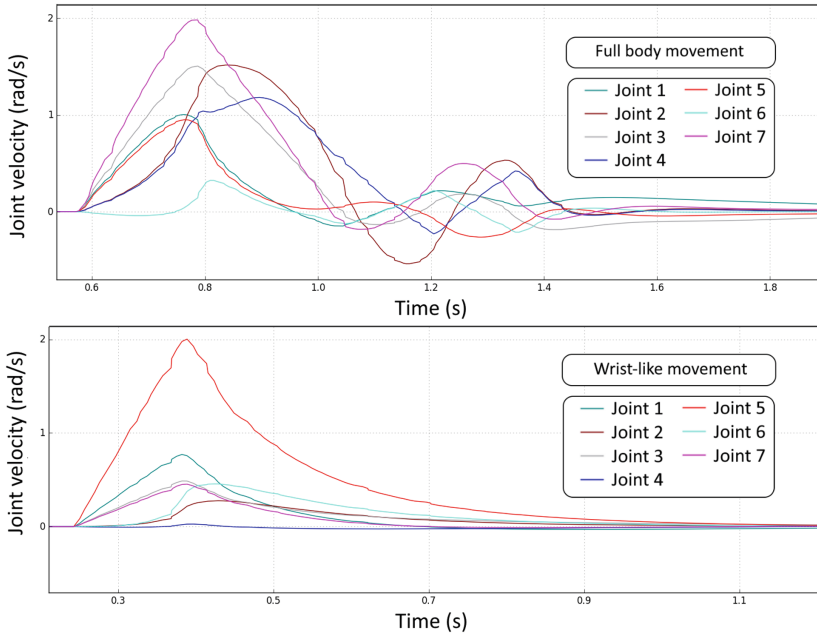 2
Full body movement
Joint 1 Joint 5
Joint 2 Joint 6
Joint 3 Joint 7
Joint 4
1
0
Joint velocity (rad/s)
0.6 0.8 1.0 1.2 1.4 1.6 1.8
Time (s)
2
Wrist-like movement
Joint 1 Joint 5
Joint 2 Joint 6
Joint 3 Joint 7
Joint 4
1
0
Joint velocity (rad/s)
0.3 0.5 0.7 0.9 1.1
Time (s)